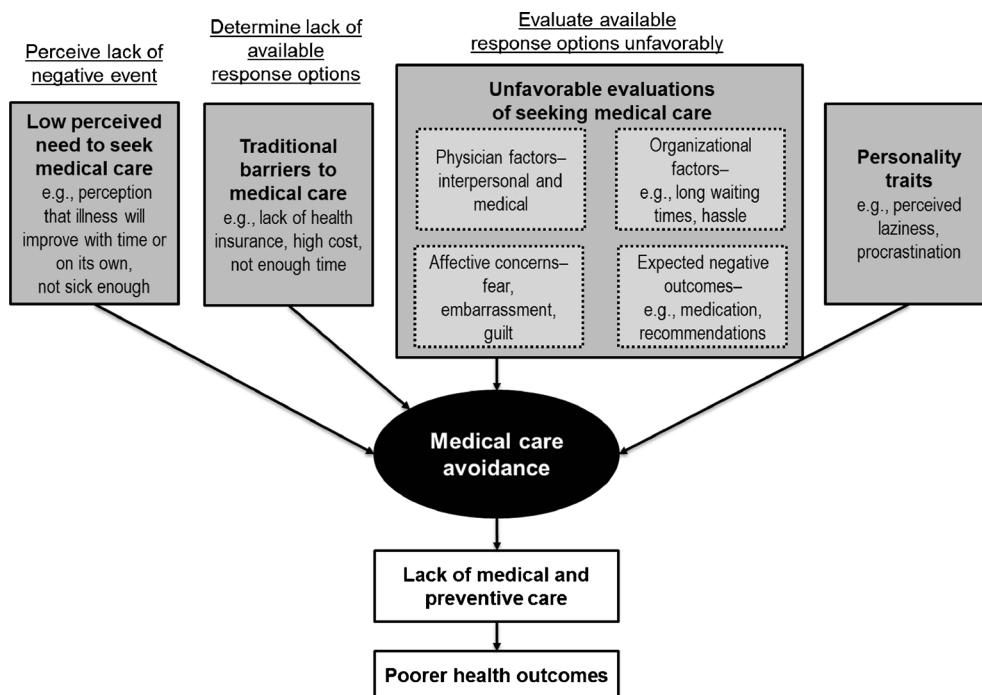 Perceive lack of
negative event
Determine lack of
available
response options
Evaluate available
response options unfavorably
Low perceived
need to seek
medical care
e.g., perception
that illness will
improve with time or
on its own,
not sick enough
Traditional
barriers to
medical care
e.g., lack of health
insurance, high cost,
not enough time
Unfavorable evaluations
of seeking medical care
Physician factors–
interpersonal and
medical
Organizational
factors–
e.g., long waiting
times, hassle
Affective concerns–
fear,
embarrassment,
guilt
Expected negative
outcomes–
e.g., medication,
recommendations
Personality
traits
e.g., perceived
laziness,
procrastination
Medical care
avoidance
Lack of medical and
preventive care
Poorer health outcomes